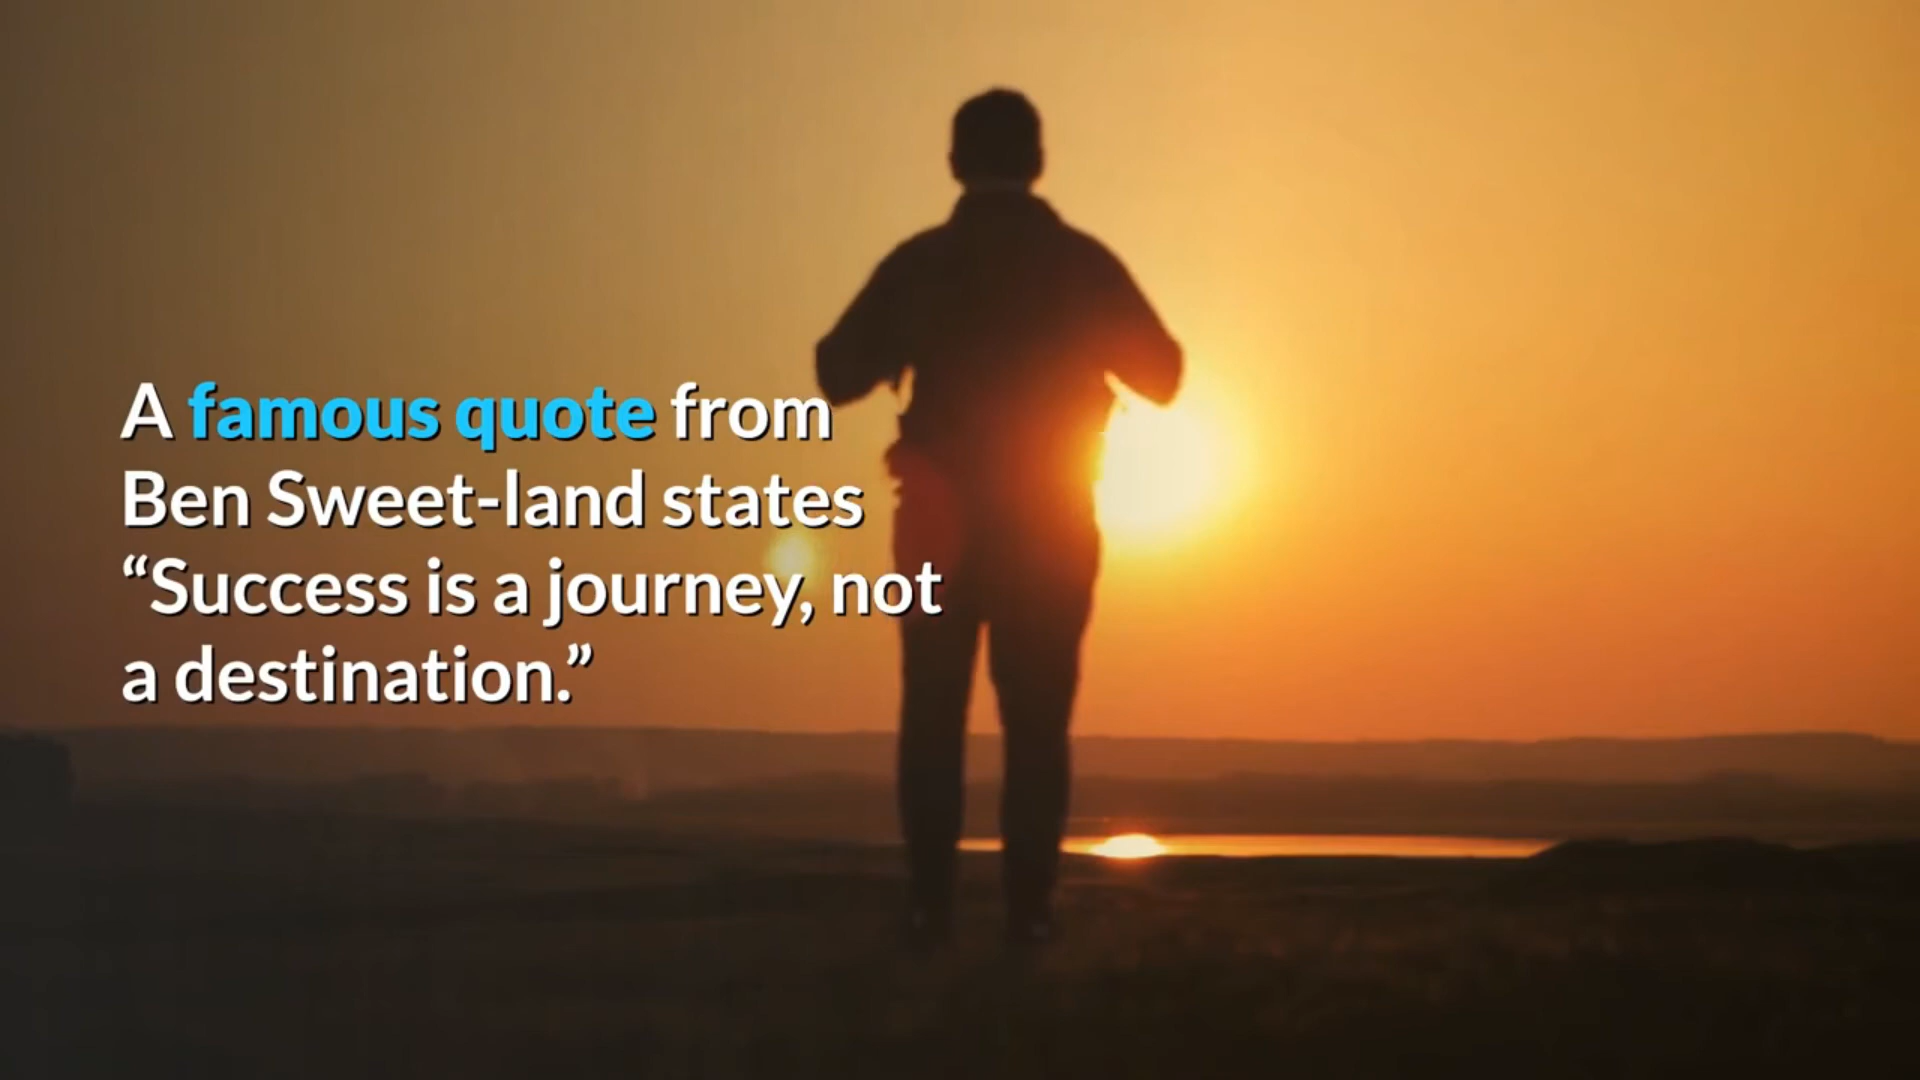 A famous quote from
Ben Sweet-land states
“Success is a journey, not
a destination.”